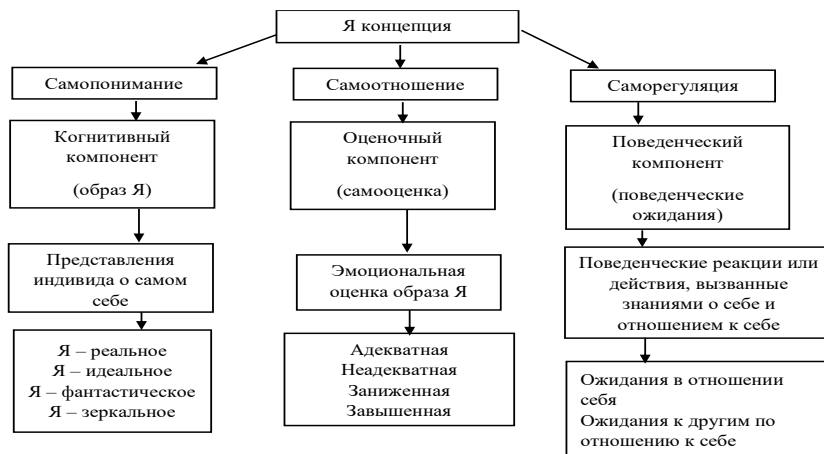 Я концепция
Самопонимание
Самоотношение
Саморегуляция
Когнитивный
компонент
(образ Я)
Оценочный
компонент
(самооценка)
Поведенческий
компонент
(поведенческие
ожидания)
Представления
индивида о самом
себе
Эмоциональная
оценка образа Я
Поведенческие реакции или
действия, вызванные
знаниями о себе и
отношением к себе
Я – реальное
Я – идеальное
Я – фантастическое
Я – зеркальное
Адекватная
Неадекватная
Заниженная
Завышенная
Ожидания в отношении
себя
Ожидания к другим по
отношению к себе